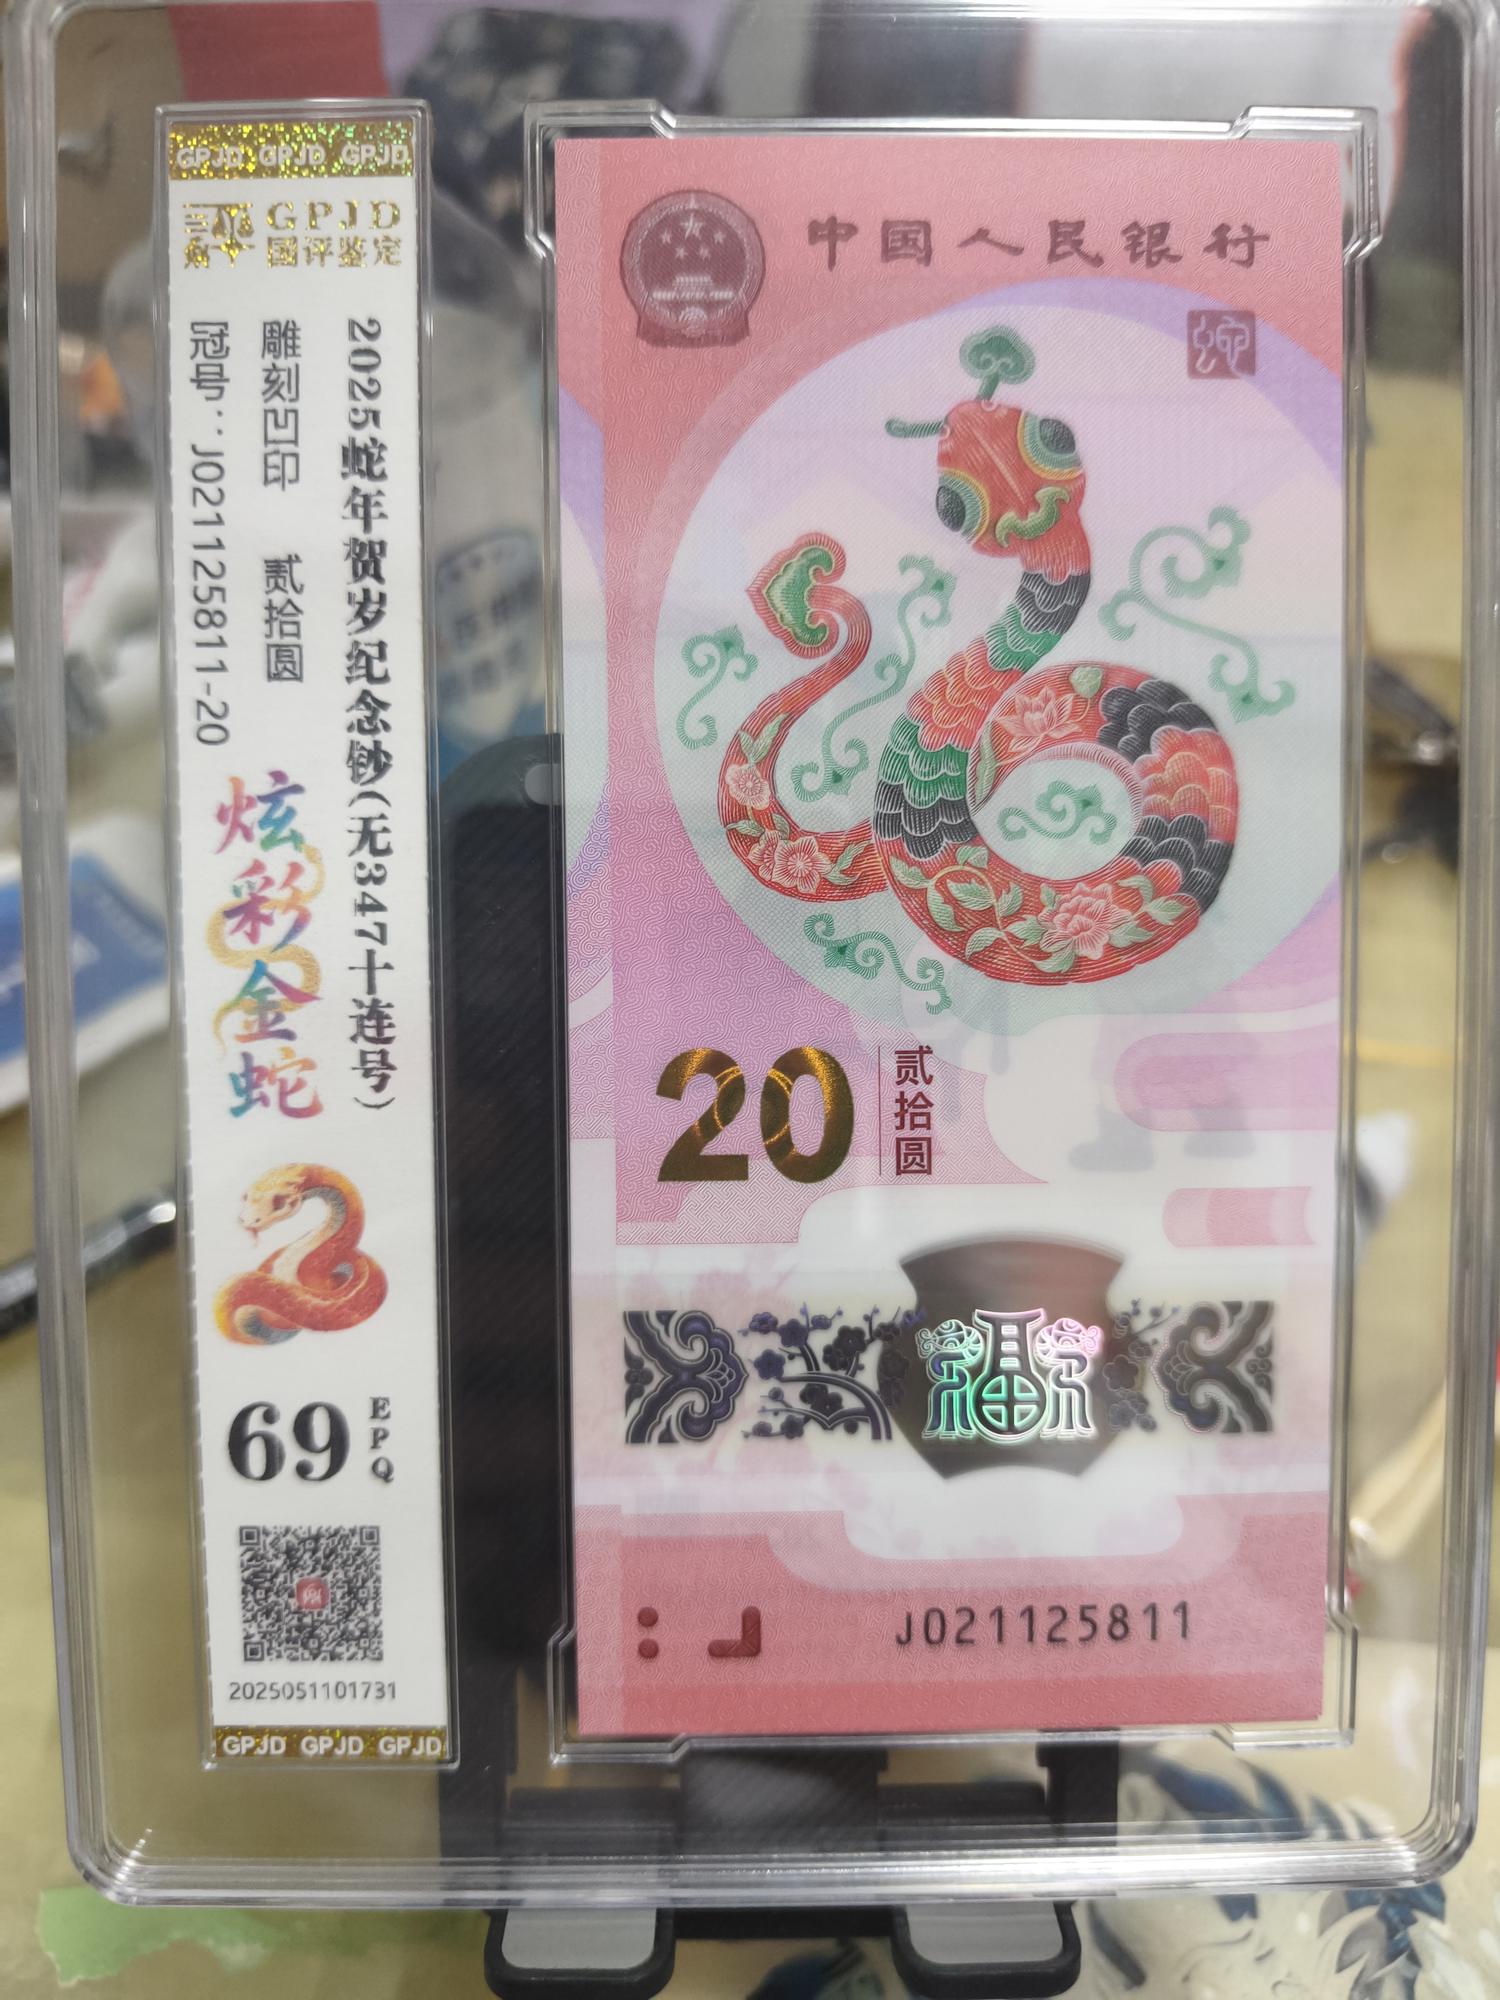 GPJD GPJD GPJD
GPJD
国评鉴定
2025蛇年贺岁纪念钞(无347十连号)
雕刻凹印 贰拾圆
冠号:J021125811-20
炫彩金蛇
69
EPQ
2025051101731
GPJD GPJD GPJD
中国人民银行
20
贰拾圆
福
J021125811